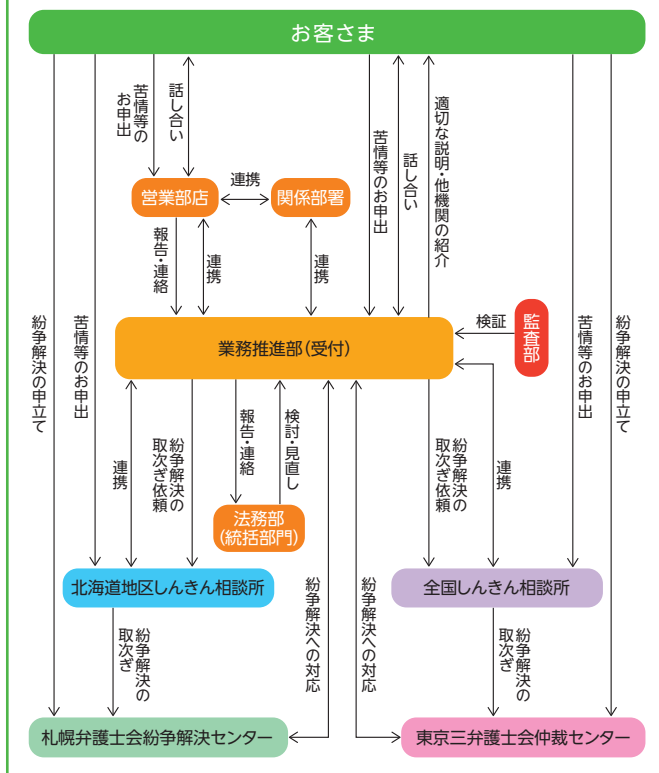 お客さま
苦情等の
お申出
話し合い
苦情等のお申出
話し合い
適切な説明・他機関の紹介
営業部店
連携
関係部署
報告・連絡
連携
連携
紛争解決の申立て
苦情等のお申出
業務推進部(受付)
検証
監査部
苦情等のお申出
紛争解決の申立て
連携
紛争解決の
取次ぎ依頼
報告・連絡
検討・見直し
紛争解決の
取次ぎ依頼
連携
法務部
(統括部門)
北海道地区しんきん相談所
全国しんきん相談所
紛争解決の
取次ぎ
紛争解決への対応
紛争解決への対応
紛争解決の
取次ぎ
札幌弁護士会紛争解決センター
東京三弁護士会仲裁センター